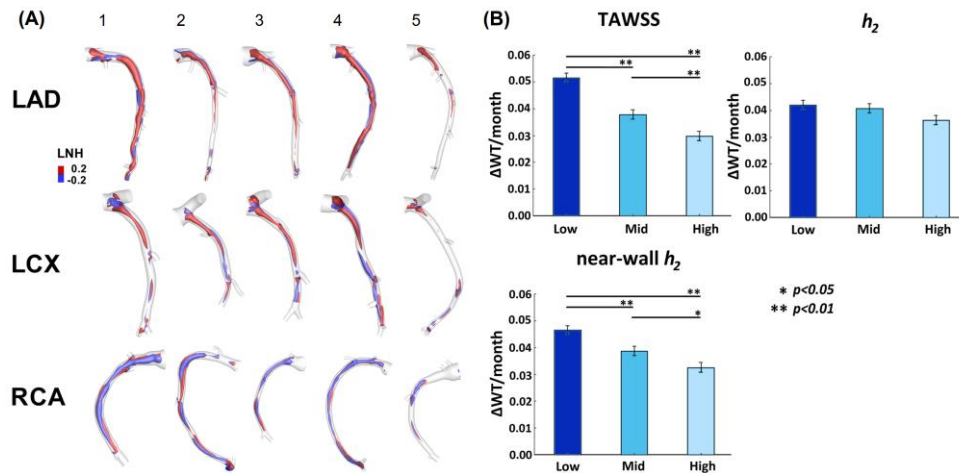 (A)
1 2 3 4 5
LAD
LNH
0.2
-0.2
LCX
RCA
(B)
TAWSS
ΔWT/month
0.06
0.05
0.04
0.03
0.02
0.01
0.00
** 
** **
Low Mid High
h₂
ΔWT/month
0.06
0.05
0.04
0.03
0.02
0.01
0.00
Low Mid High
near-wall h₂
ΔWT/month
0.06
0.05
0.04
0.03
0.02
0.01
0.00
**
** *
Low Mid High
* p<0.05
** p<0.01